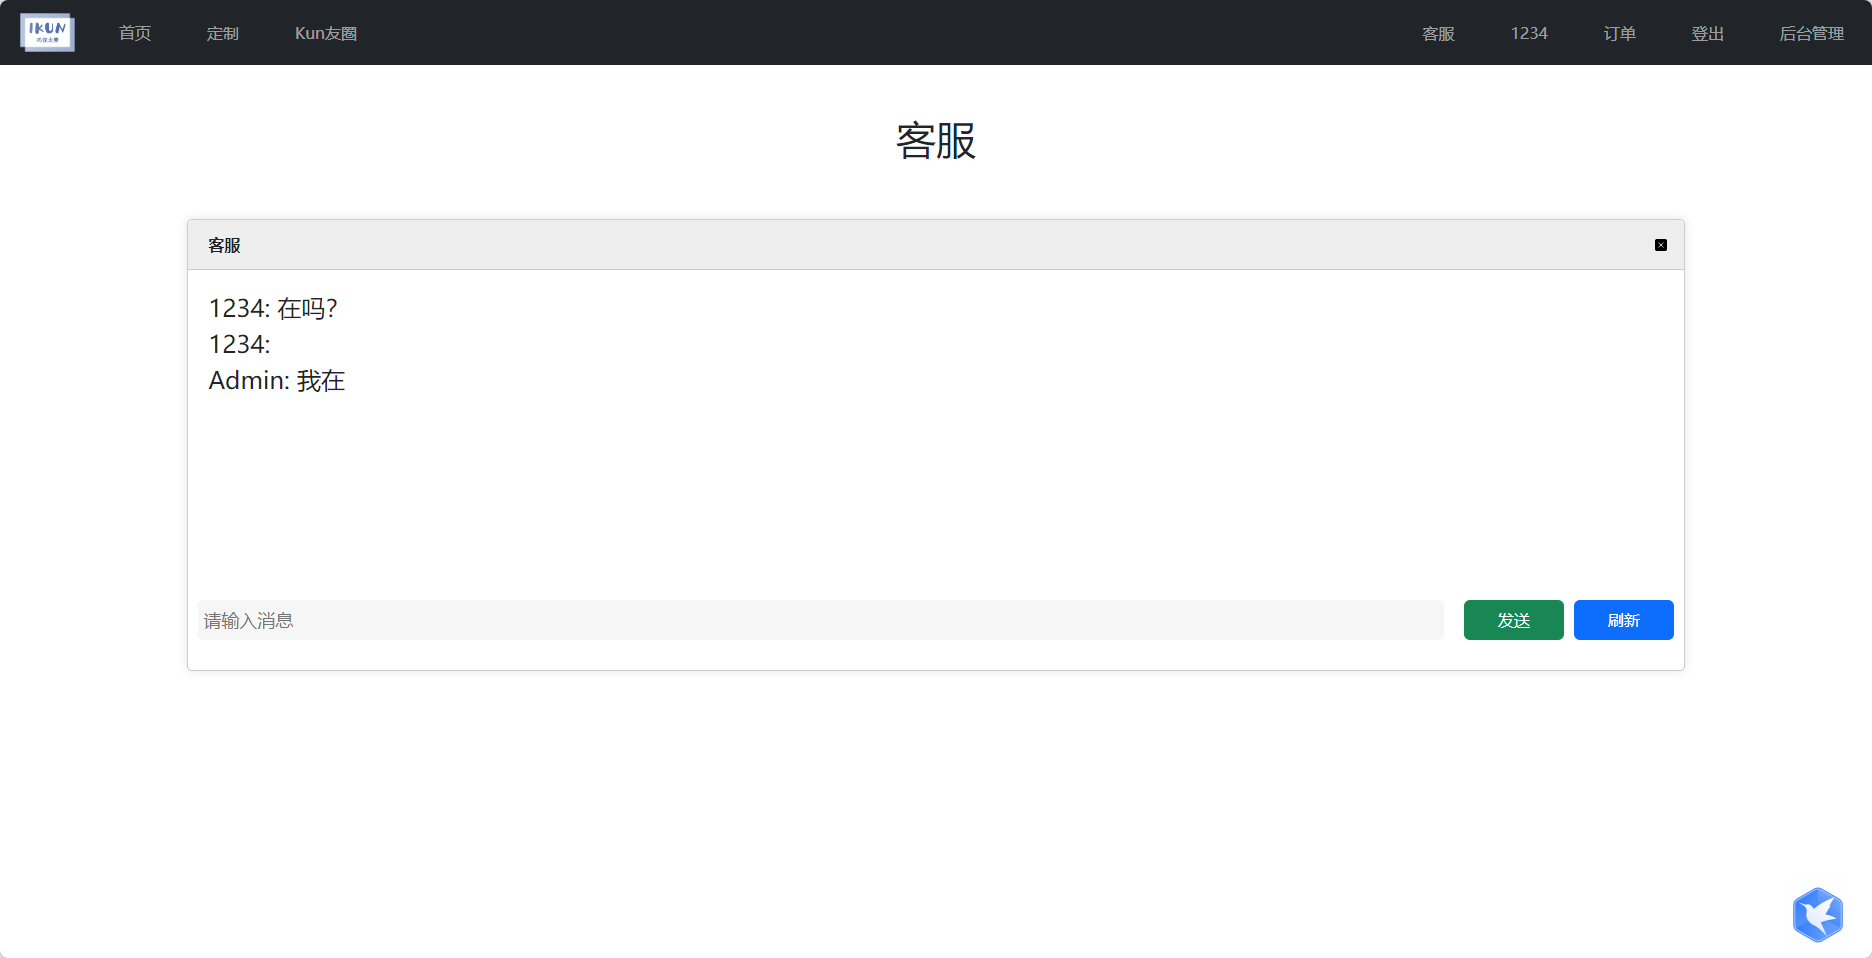 IKUN
首页
定制
Kun友圈
客服
1234
订单
登出
后台管理
客服
客服
1234: 在吗?
1234:
Admin: 我在
请输入消息
发送
刷新